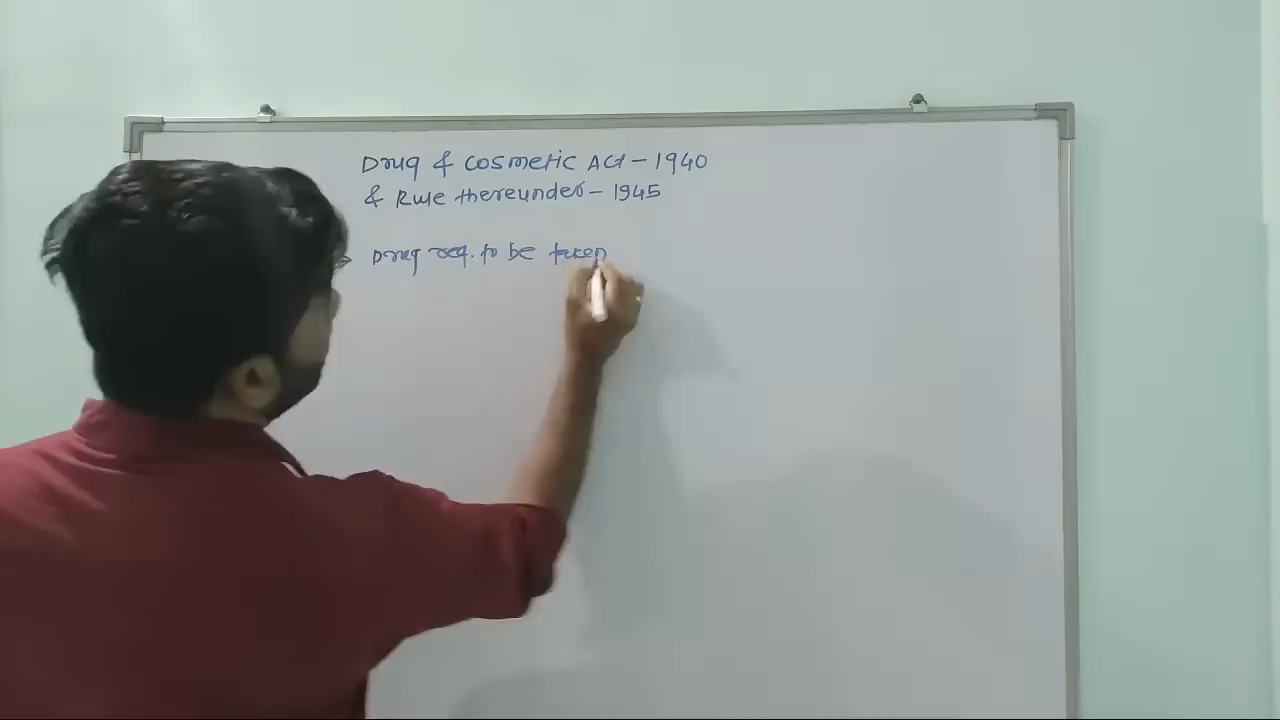 Drug & Cosmetic Act - 1940
& Rule thereunder - 1945
Drug req. to be taken